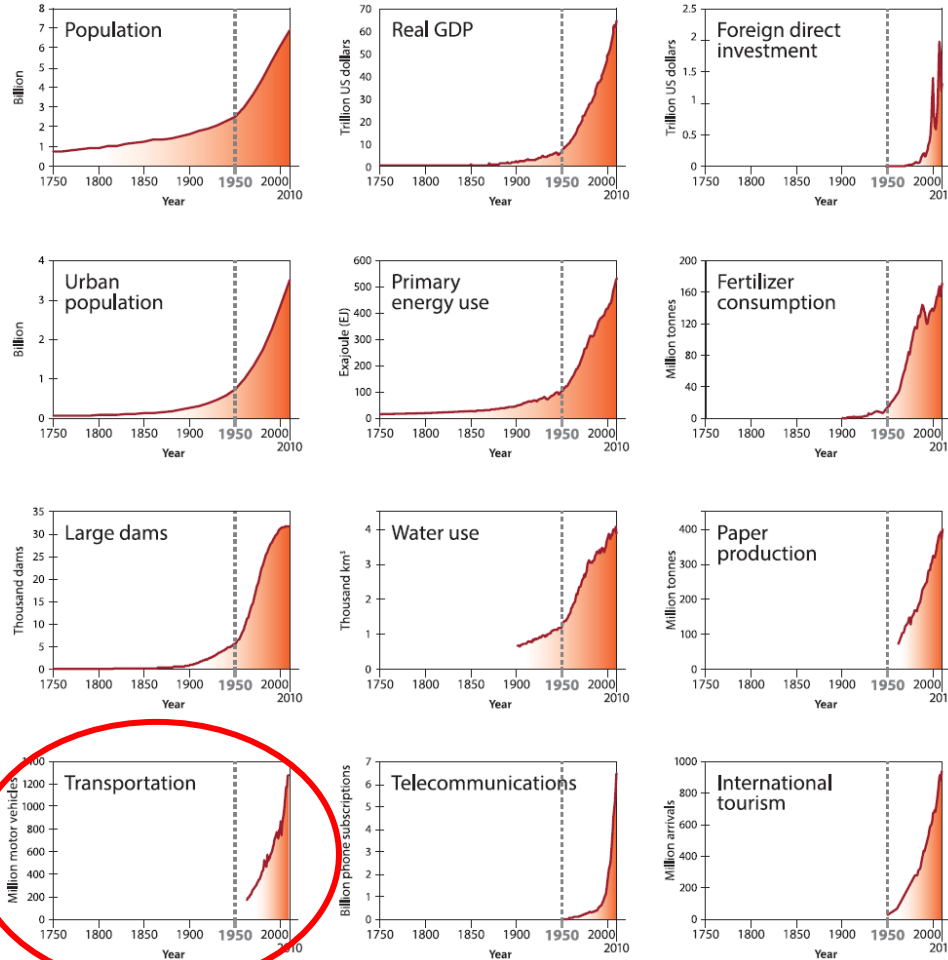 Population
Billion
8
7
6
5
4
3
2
1
0
1750 1800 1850 1900 1950 2000
2010
Year
Real GDP
Trillion US dollars
70
60
50
40
30
20
10
0
1750 1800 1850 1900 1950 2000
2010
Year
Foreign direct
investment
Trillion US dollars
2.5
2
1.5
1
0.5
0
1750 1800 1850 1900 1950 2000
201
Year
Urban
population
Billion
4
3
2
1
0
1750 1800 1850 1900 1950 2000
2010
Year
Primary
energy use
Exajoule (EJ)
600
500
400
300
200
100
0
1750 1800 1850 1900 1950 2000
2010
Year
Fertilizer
consumption
Million tonnes
200
160
120
80
40
0
1750 1800 1850 1900 1950 2000
201
Year
Large dams
Thousand dams
35
30
25
20
15
10
5
0
1750 1800 1850 1900 1950 2000
2010
Year
Water use
Thousand km³
4
3
2
1
0
1750 1800 1850 1900 1950 2000
2010
Year
Paper
production
Million tonnes
400
300
200
100
0
1750 1800 1850 1900 1950 2000
201
Year
Transportation
Million motor vehicles
1400
1200
1000
800
600
400
200
0
1750 1800 1850 1900 1950 2000
2010
Year
Telecommunications
Billion phone subscriptions
7
6
5
4
3
2
1
0
1750 1800 1850 1900 1950 2000
2010
Year
International
tourism
Million arrivals
1000
800
600
400
200
0
1750 1800 1850 1900 1950 2000
201
Year